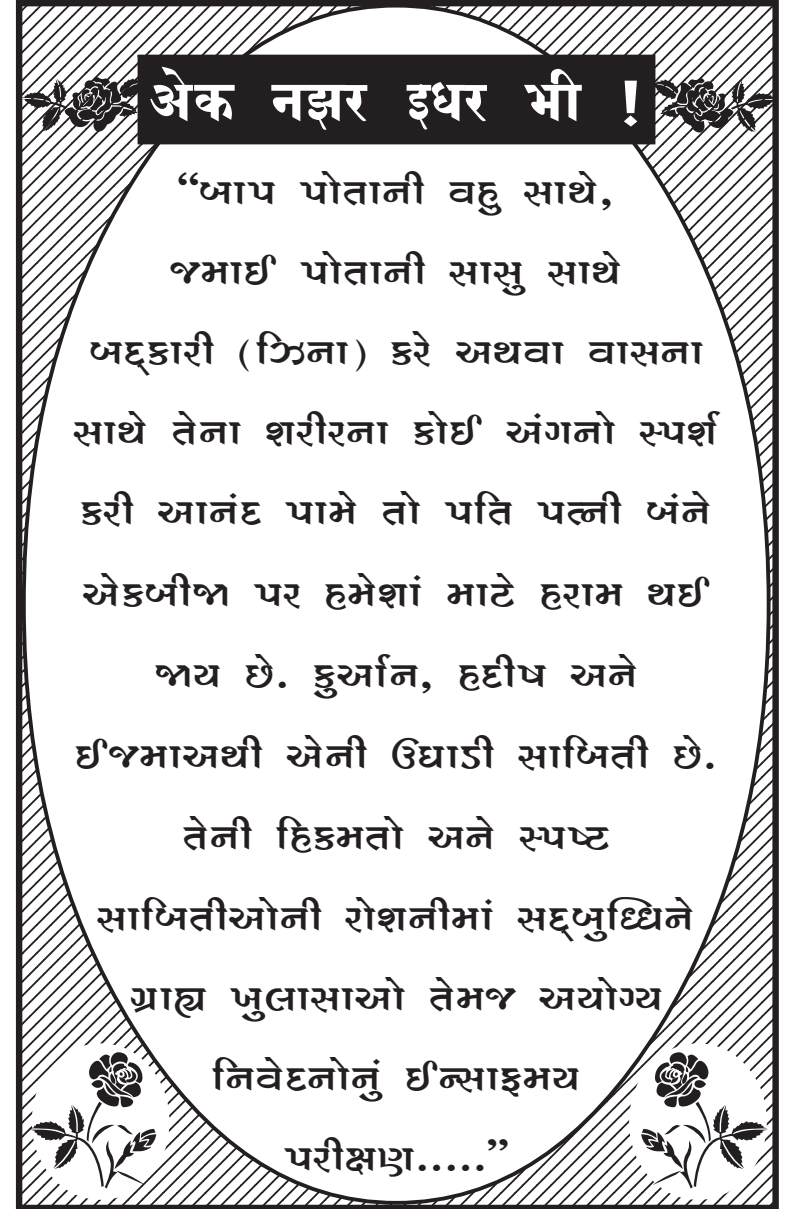 अेक नझर इधर भी !
“બાપ પોતાની વહુ સાથે,
જમાઈ પોતાની સાસુ સાથે
બદ્કારી (ઝિના) કરે અથવા વાસના
સાથે તેના શરીરના કોઈ અંગનો સ્પર્શ
કરી આનંદ પામે તો પતિ પત્ની બંને
એકબીજા પર હમેશાં માટે હરામ થઈ
જાય છે. કુર્આન, હદીષ અને
ઈજમાઅથી એની ઉઘાડી સાબિતી છે.
તેની હિકમતો અને સ્પષ્ટ
સાબિતીઓની રોશનીમાં સદ્બુધ્ધિને
ગ્રાહ્ય ખુલાસાઓ તેમજ અયોગ્ય
નિવેદનોનું ઈન્સાફમય
પરીક્ષણ.....”